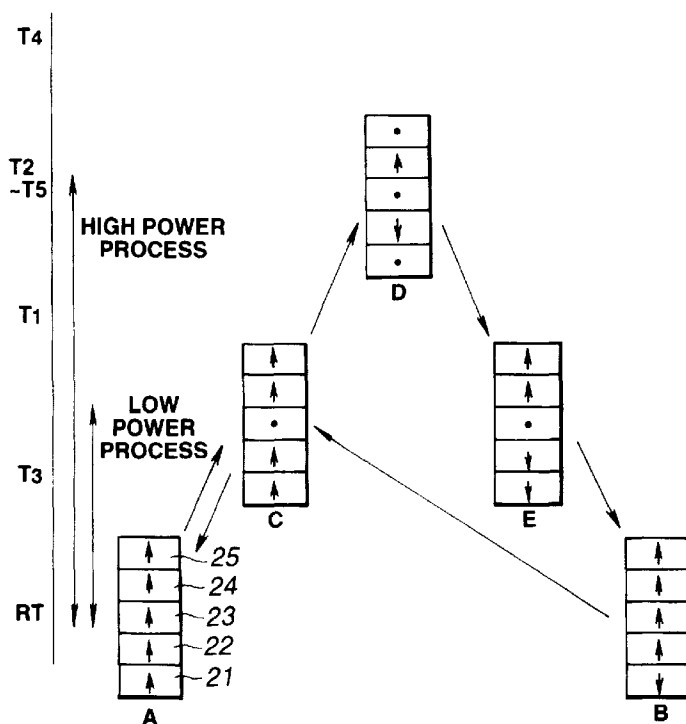 T4
D
T2
~T5
HIGH POWER
PROCESS
T1
C
E
LOW
POWER
PROCESS
T3
A
25
24
23
22
21
RT
B